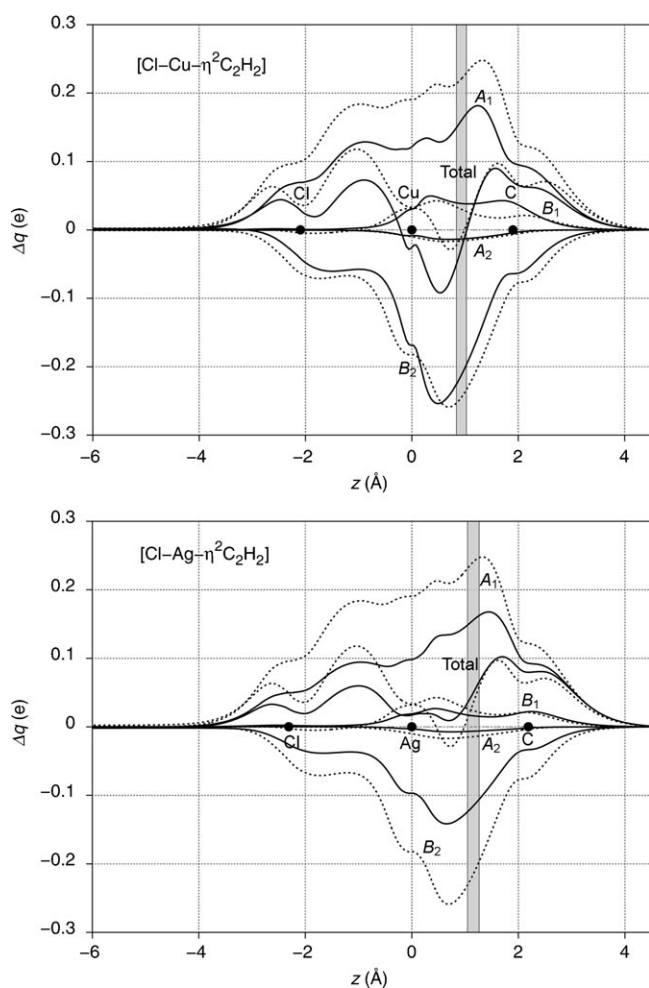 0.3
[Cl–Cu–η²C₂H₂]
0.2
A₁
0.1
Total
Cl
Cu
C
B₁
0
A₂
−0.1
B₂
−0.2
−0.3
Δq (e)
−6
−4
−2
0
2
4
z (Å)
0.3
[Cl–Ag–η²C₂H₂]
A₁
0.2
0.1
Total
B₁
0
Cl
Ag
A₂
C
−0.1
B₂
−0.2
−0.3
Δq (e)
−6
−4
−2
0
2
4
z (Å)